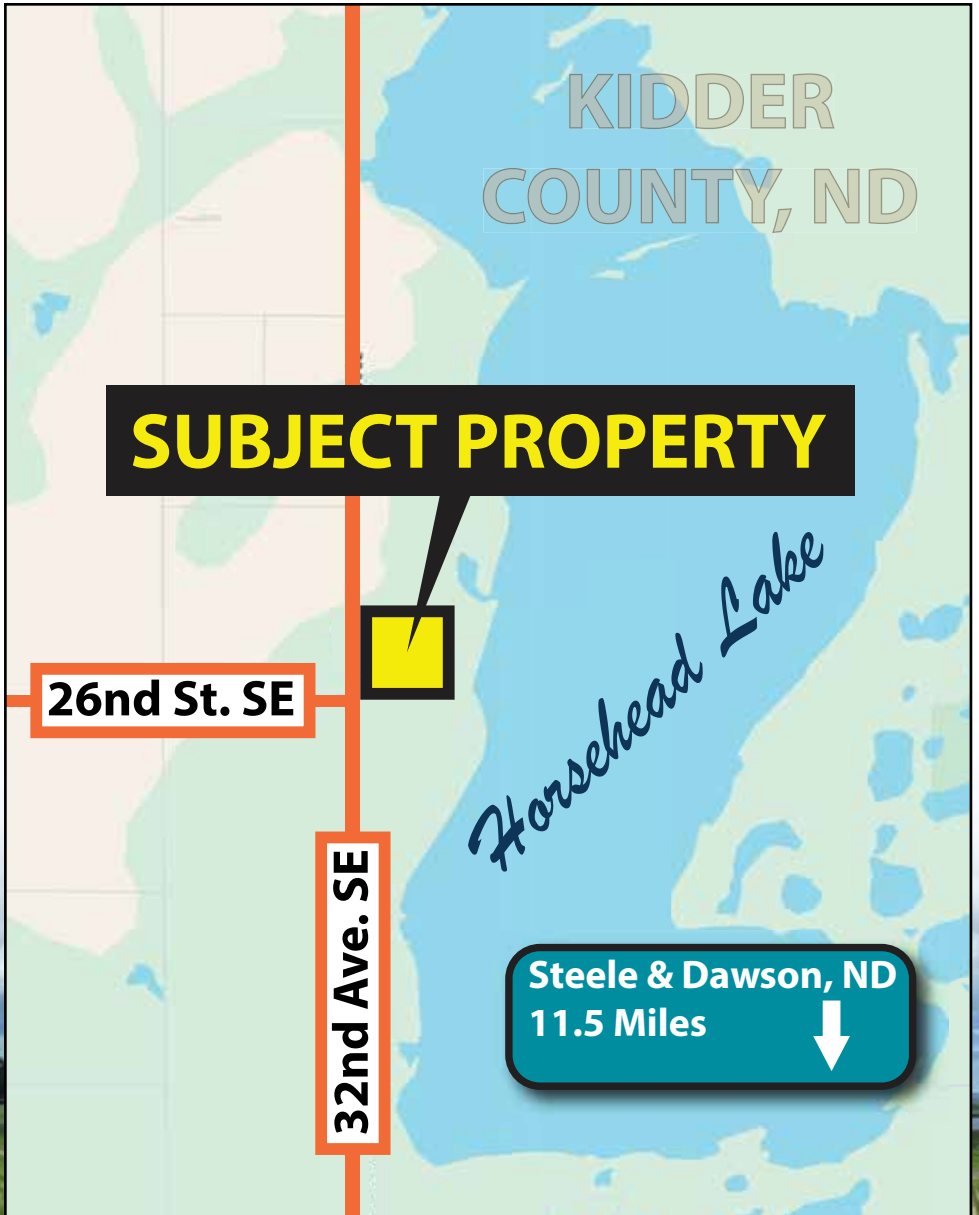 KIDDER
COUNTY, ND
SUBJECT PROPERTY
Horsehead Lake
26nd St. SE
32nd Ave. SE
Steele & Dawson, ND
11.5 Miles